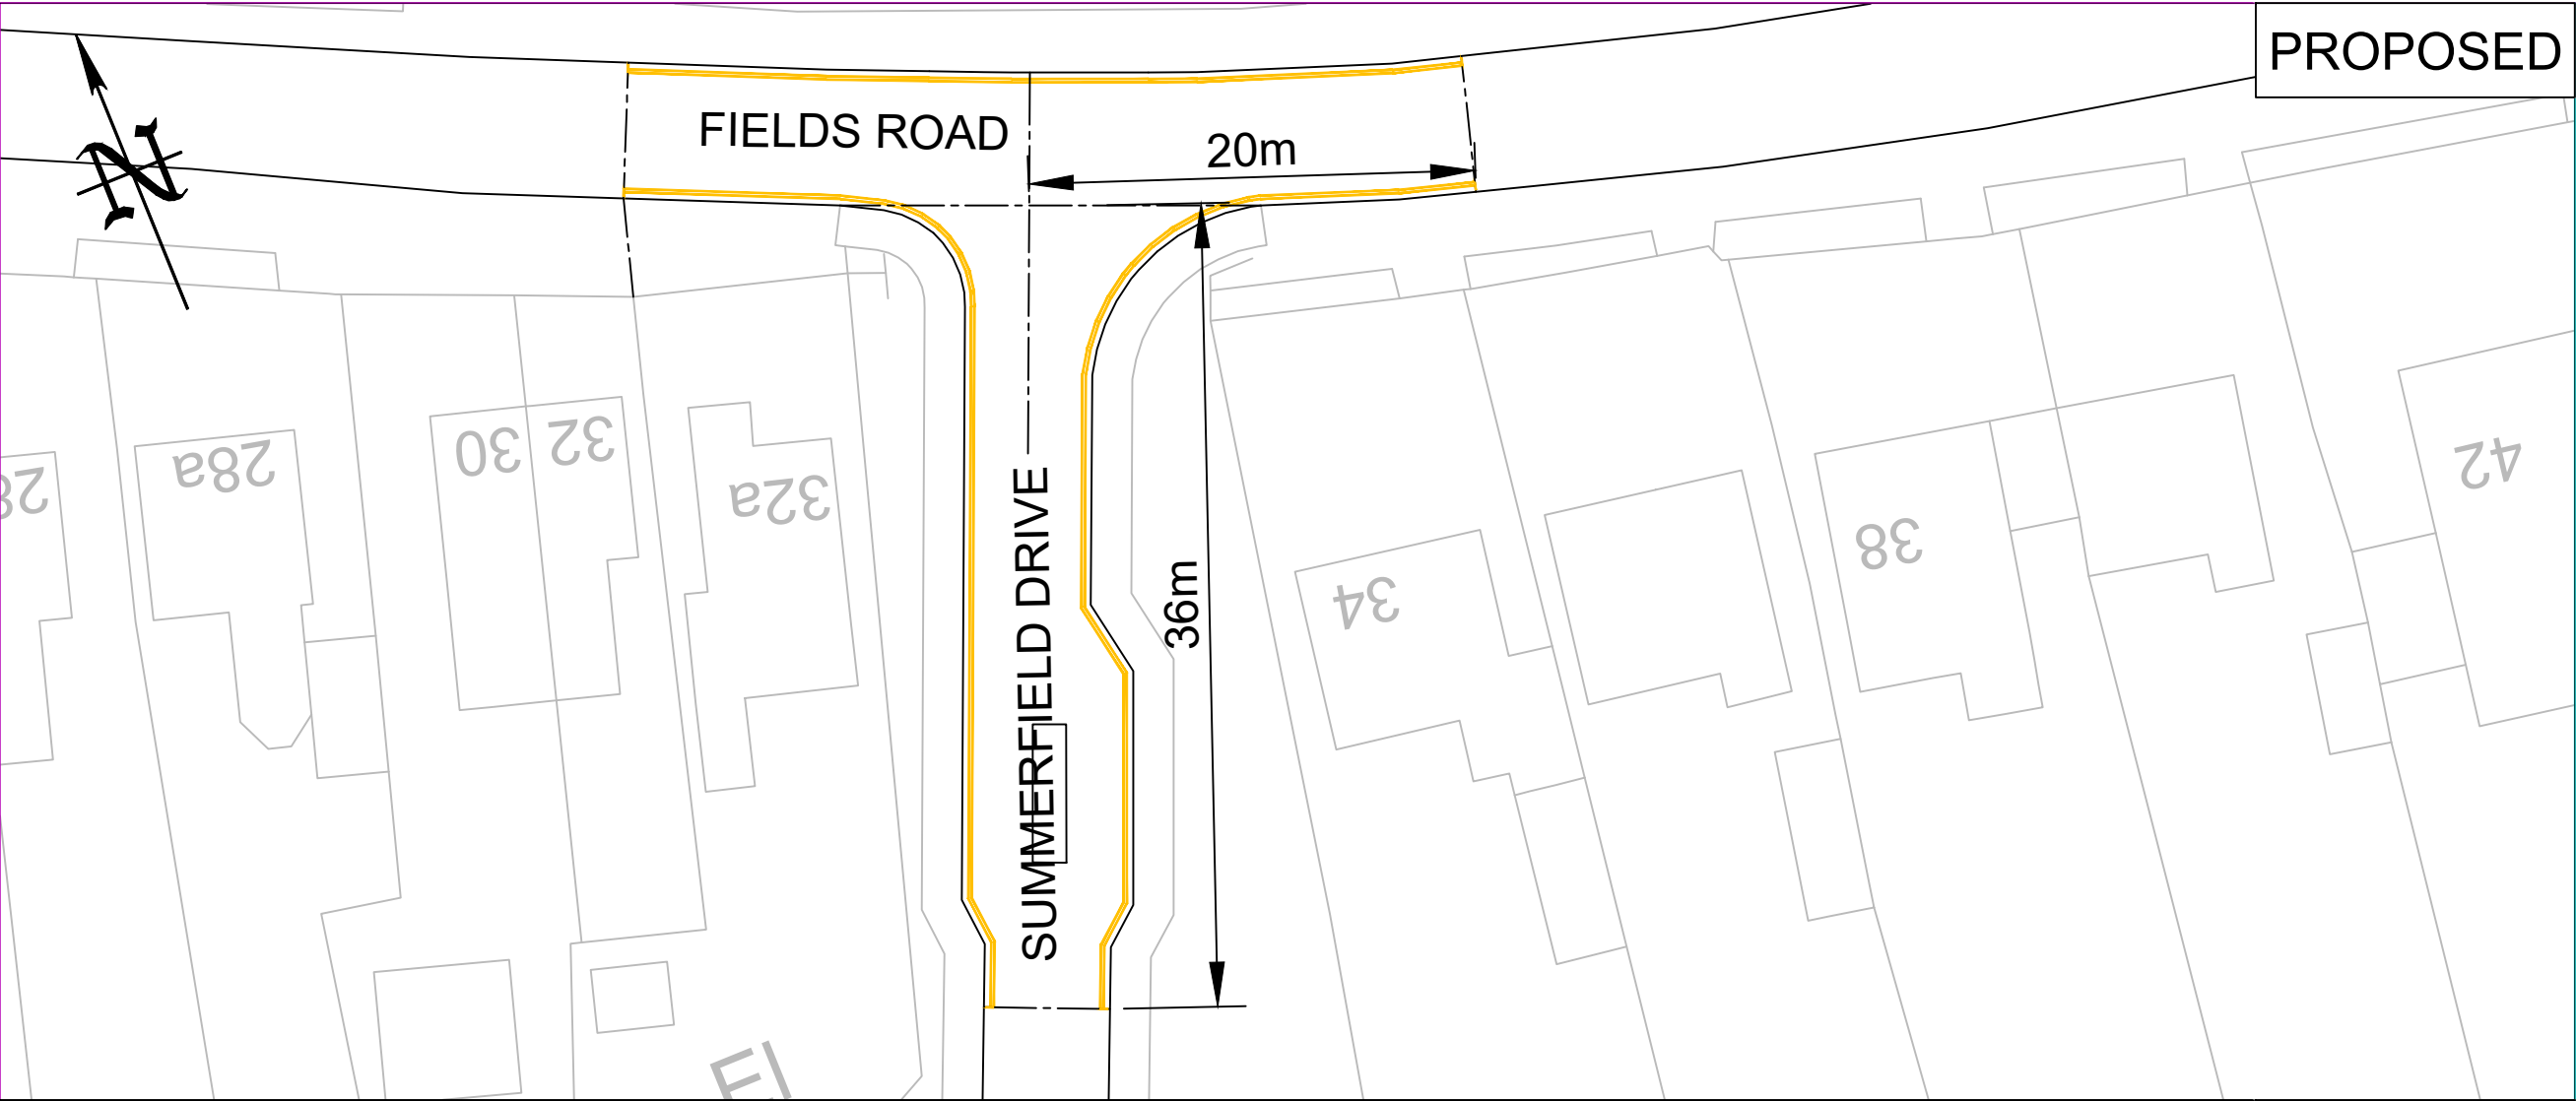 PROPOSED
N
FIELDS ROAD
20m
36m
SUMMERFIELD DRIVE
28a
30
32
32a
34
38
42